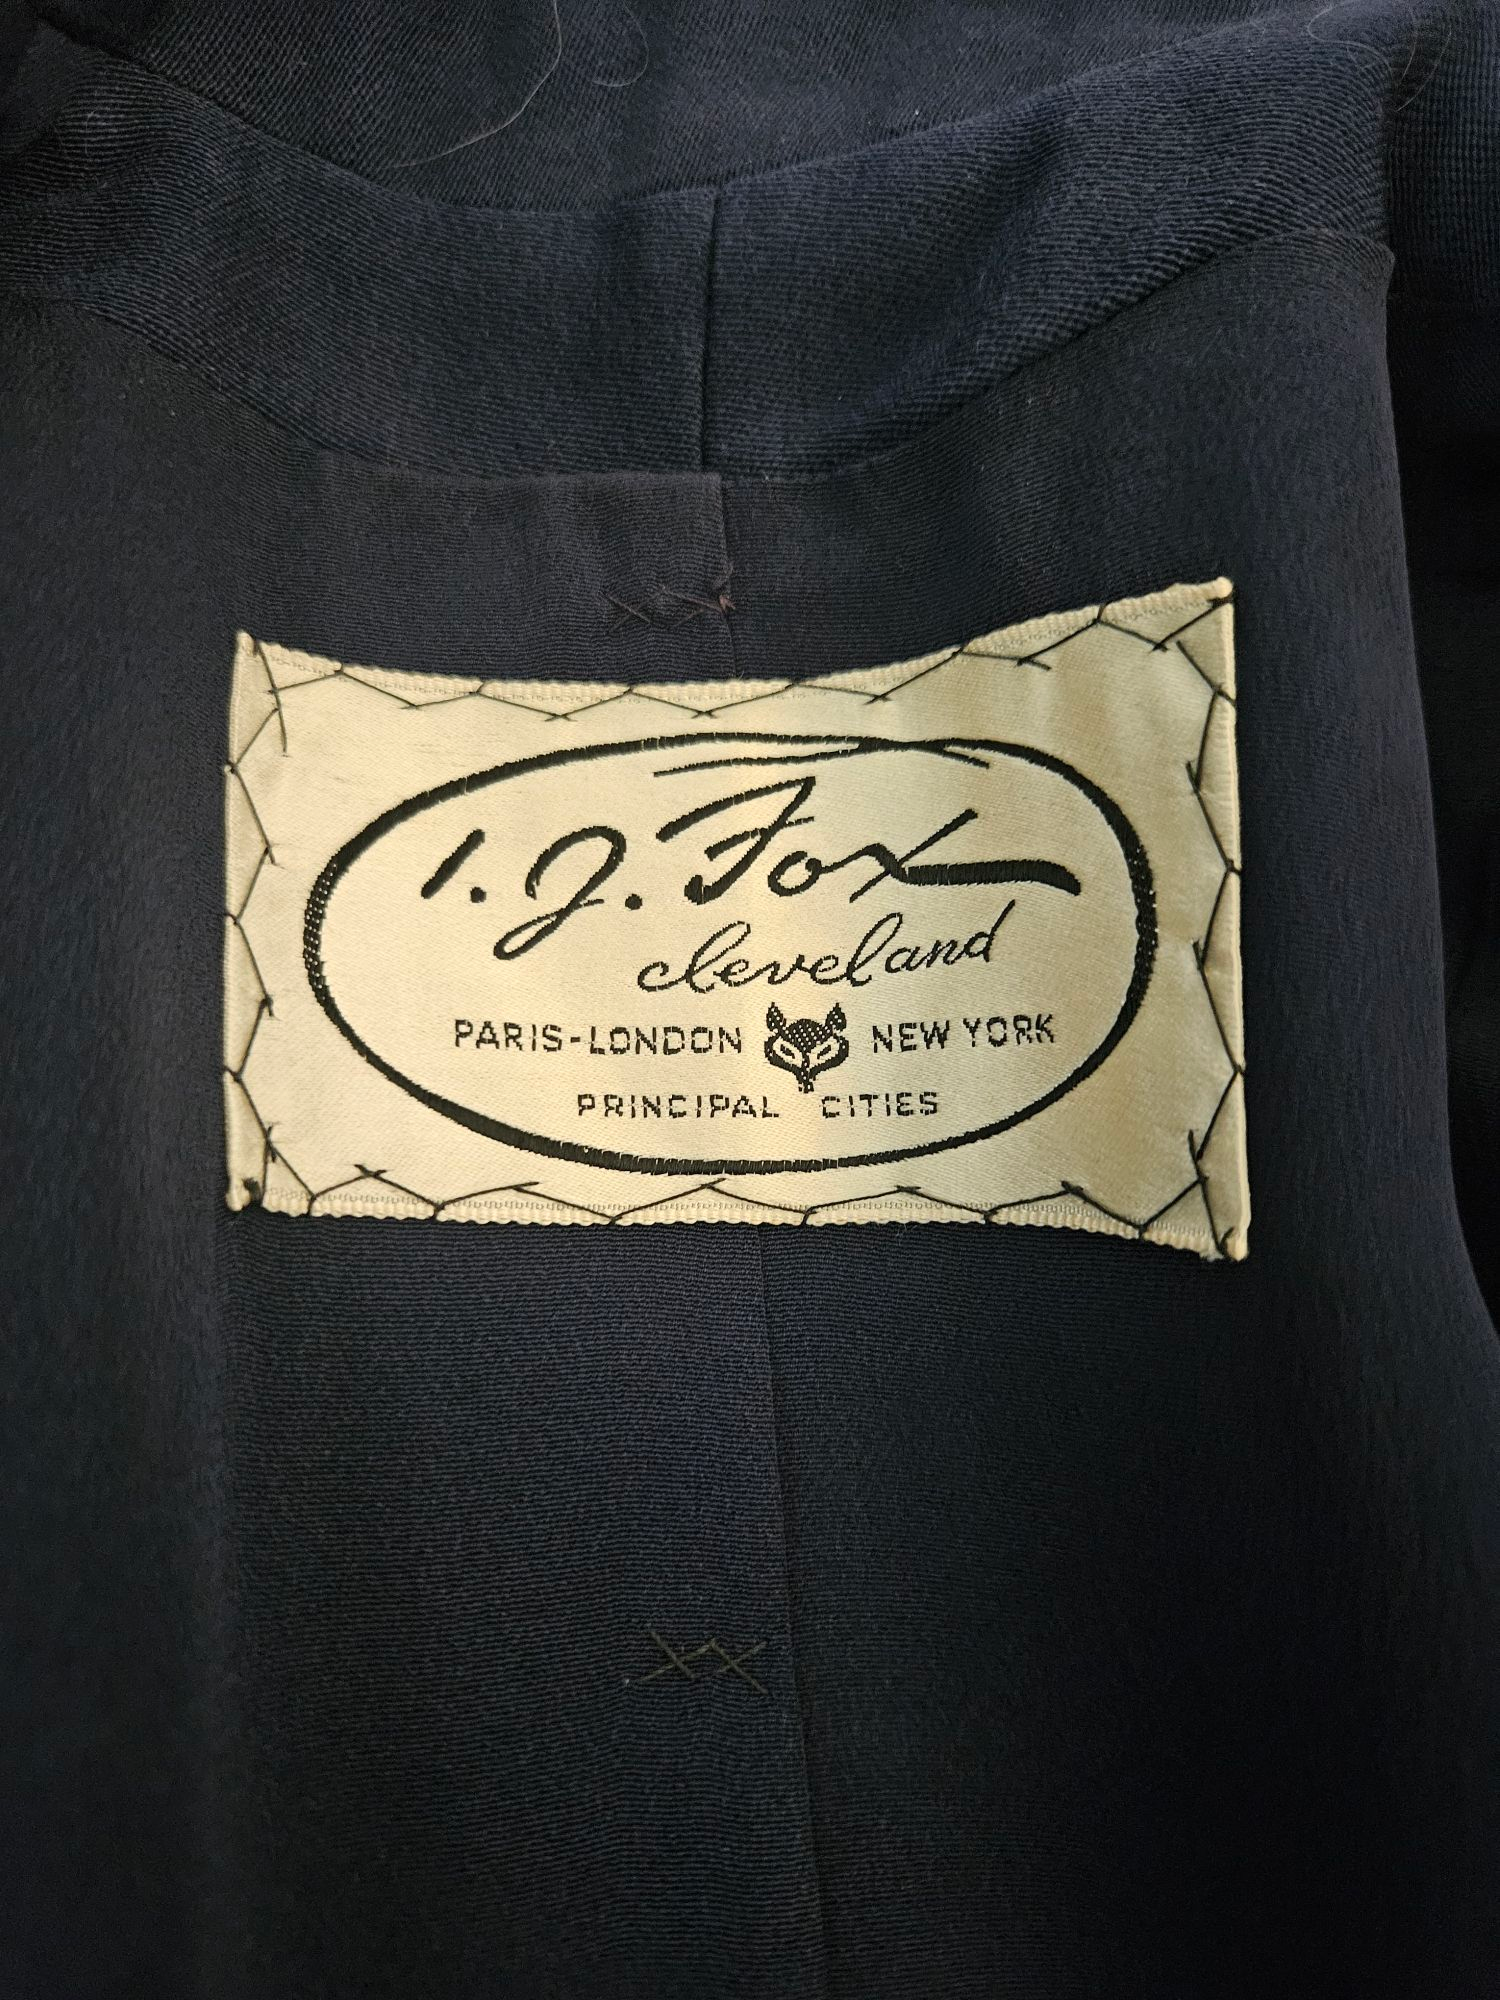 I. J. Fox
cleveland
PARIS-LONDON NEW YORK
PRINCIPAL CITIES